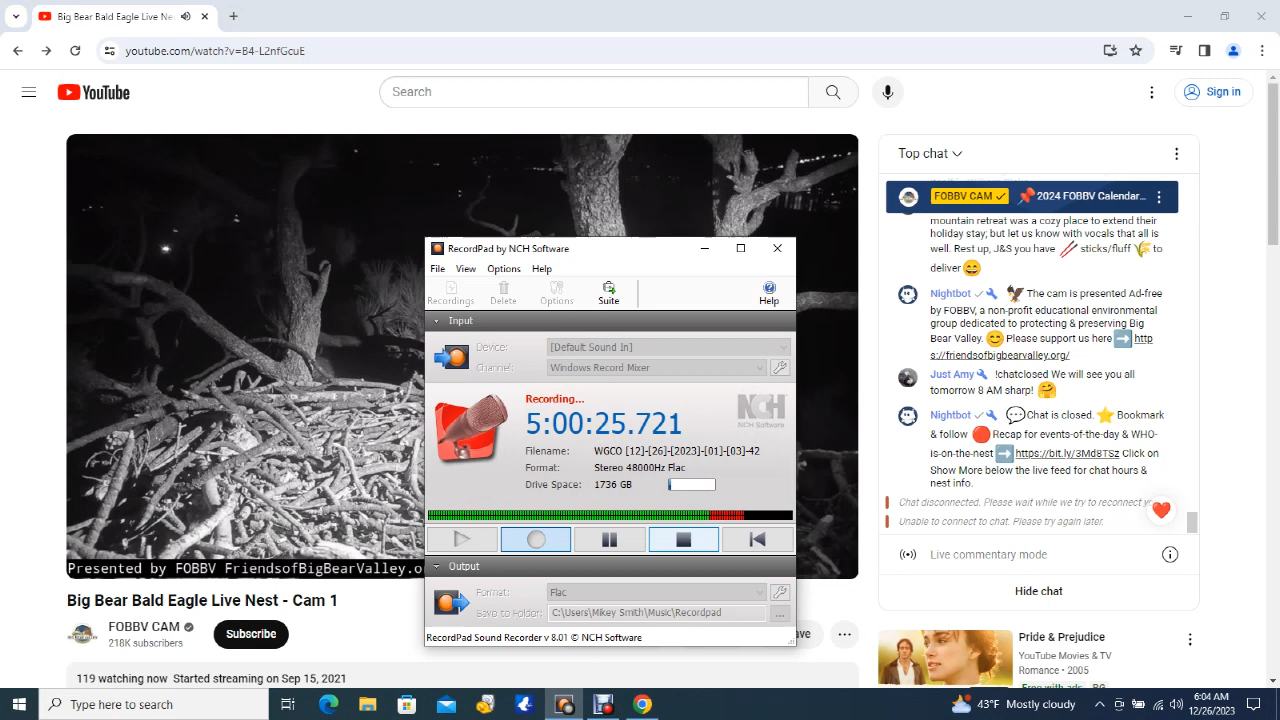 Big Bear Bald Eagle Live Ne
youtube.com/watch?v=B4-L2nfGcuE
YouTube
Search
Sign in
Top chat
FOBBV CAM
2024 FOBBV Calendar...
mountain retreat was a cozy place to extend their
holiday stay; but let us know with vocals that all is
well. Rest up, J&S you have 🥢 sticks/fluff 🌾 to
deliver 😄
Nightbot 🦅 The cam is presented Ad-free
by FOBBV, a non-profit educational environmental
group dedicated to protecting & preserving Big
Bear Valley. 😊 Please support us here ➡️ http
s://friendsofbigbearvalley.org/
Just Amy !chatclosed We will see you all
tomorrow 8 AM sharp! 🤗
Nightbot 💬Chat is closed. ⭐ Bookmark
& follow 🔴 Recap for events-of-the-day & WHO-
is-on-the-nest ➡️ https://bit.ly/3Md8TSz Click on
Show More below the live feed for chat hours &
nest info.
Chat disconnected. Please wait while we try to reconnect
Unable to connect to chat. Please try again later.
Live commentary mode
Hide chat
RecordPad by NCH Software
File View Options Help
Recordings Delete Options Suite Help
Input
Device: [Default Sound In]
Channel: Windows Record Mixer
Recording...
5:00:25.721
NCH
NCH Software
Filename: WGCO [12]-[26]-[2023]-[01]-[03]-42
Format: Stereo 48000Hz Flac
Drive Space: 1736 GB
Output
Format: Flac
Save to Folder: C:\Users\Mikey Smith\Music\Recordpad
...
RecordPad Sound Recorder v 8.01 © NCH Software
Presented by FOBBV FriendsofBigBearValley.o
Big Bear Bald Eagle Live Nest - Cam 1
FOBBV CAM
218K subscribers
Subscribe
ave
119 watching now Started streaming on Sep 15, 2021
Pride & Prejudice
YouTube Movies & TV
Romance • 2005
Free with ads PG
Type here to search
43°F Mostly cloudy
6:04 AM
12/26/2023